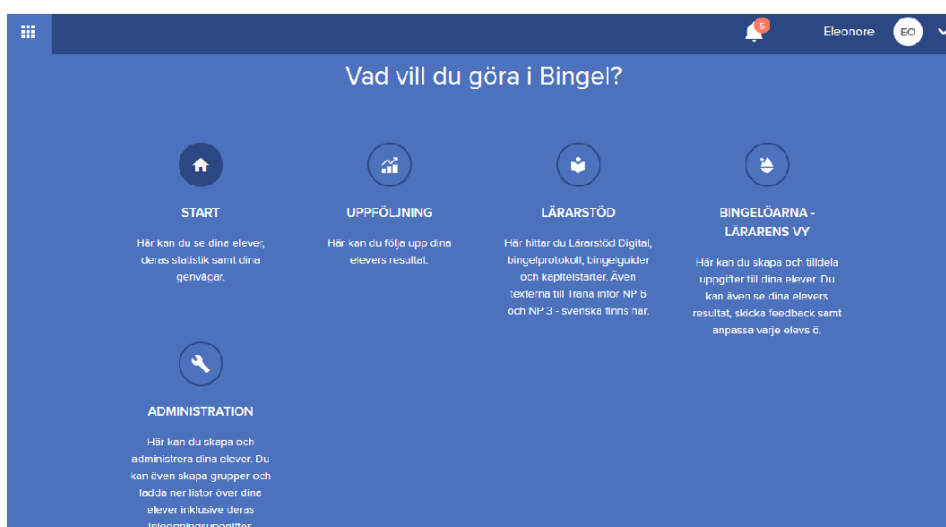 5
Eleonore
EO
Vad vill du göra i Bingel?
START
Här kan du se dina elever,
deras statistik samt dina
genvägar.
UPPFÖLJNING
Här kan du följa upp dina
elevers resultat.
LÄRARSTÖD
Här hittar du Lärarstöd Digital,
bingelprotokoll, bingelguider
och kapitelstarter. Även
texterna till Träna inför NP 6
och NP 3 - svenska finns här.
BINGELÖARNA -
LÄRARENS VY
Här kan du skapa och tilldela
uppgifter till dina elever. Du
kan även se dina elevers
resultat, skicka feedback samt
anpassa varje elevs ö.
ADMINISTRATION
Här kan du skapa och
administrera dina elever. Du
kan även skapa grupper och
ladda ner listor över dina
elever inklusive deras
inloggningsuppgifter